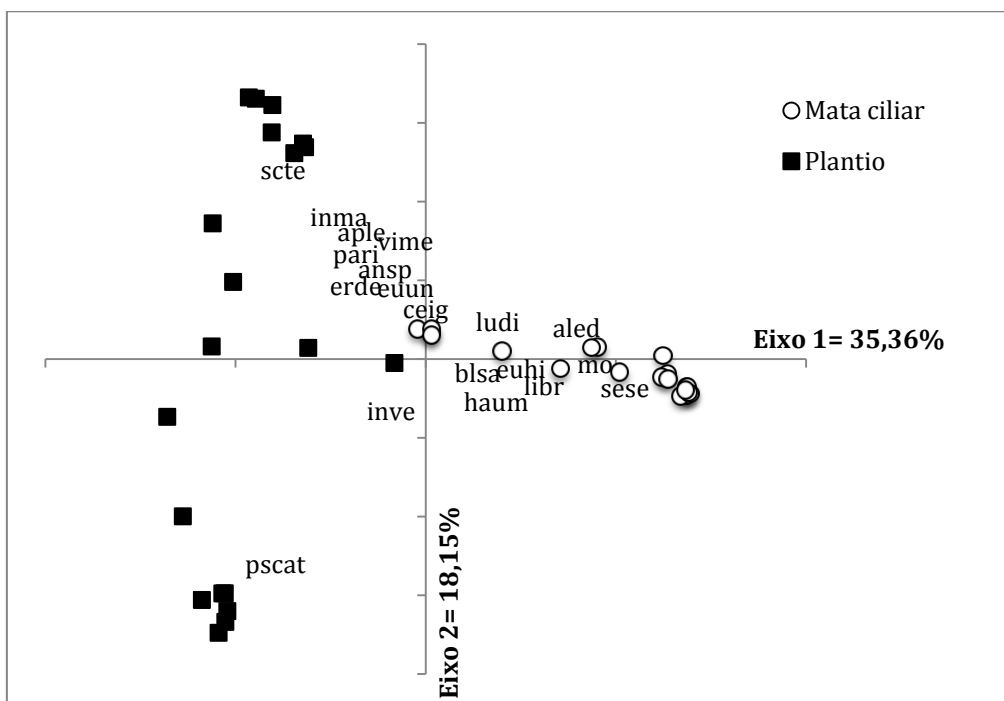 Mata ciliar
Plantio
scte
inma
aple
vime
pari
ansp
erde
euun
ceig
ludi
aled
Eixo 1= 35,36%
blsa
euhi
libr
mo
sese
haum
inve
pscat
Eixo 2= 18,15%